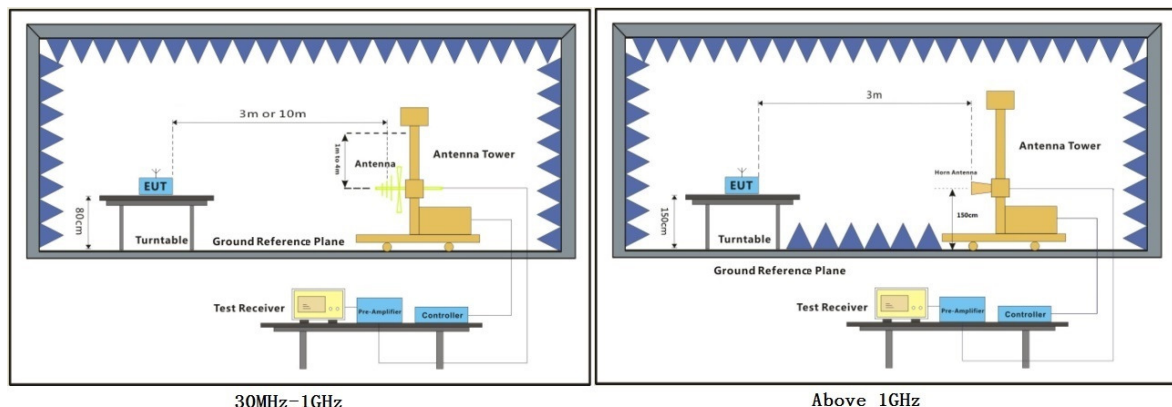 3m or 10m
1m to 4m
Antenna
Antenna Tower
EUT
80cm
Turntable
Ground Reference Plane
Test Receiver
Pre-Amplifier
Controller
30MHz-1GHz
3m
Antenna Tower
Horn Antenna
EUT
150cm
150cm
Turntable
Ground Reference Plane
Test Receiver
Pre-Amplifier
Controller
Above 1GHz